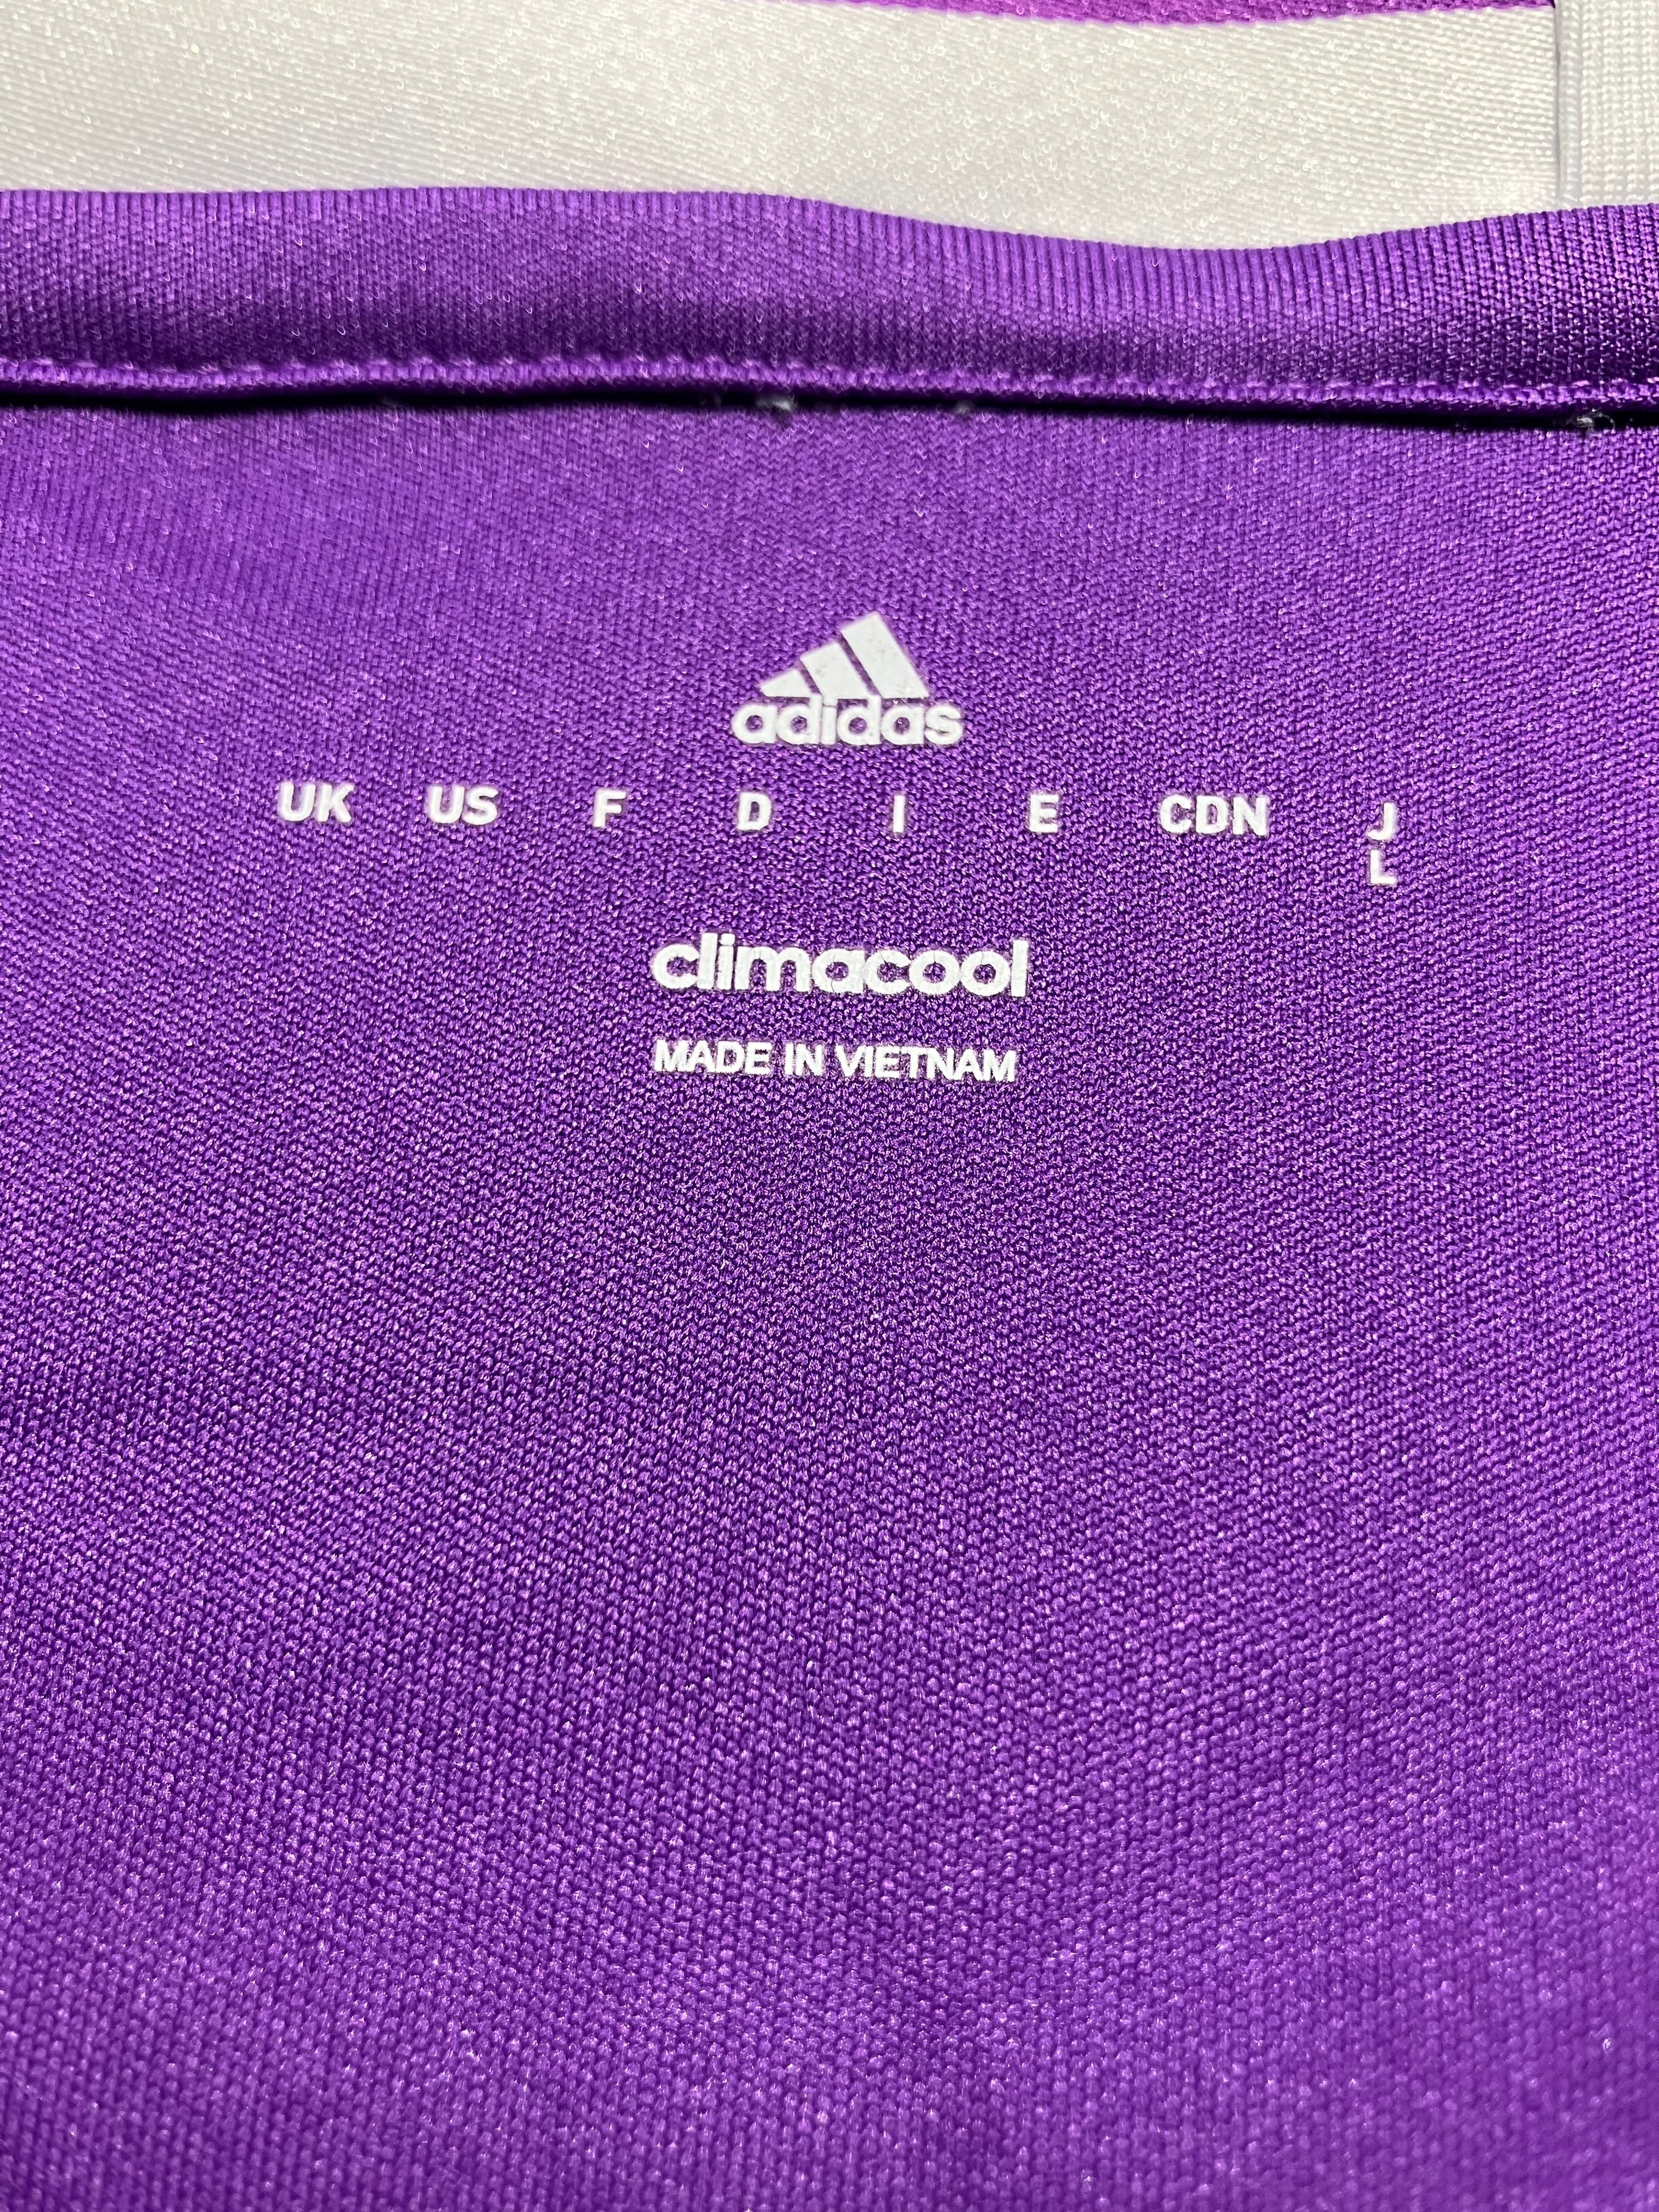 adidas
UK US F D I E CDN J
L
climacool
MADE IN VIETNAM